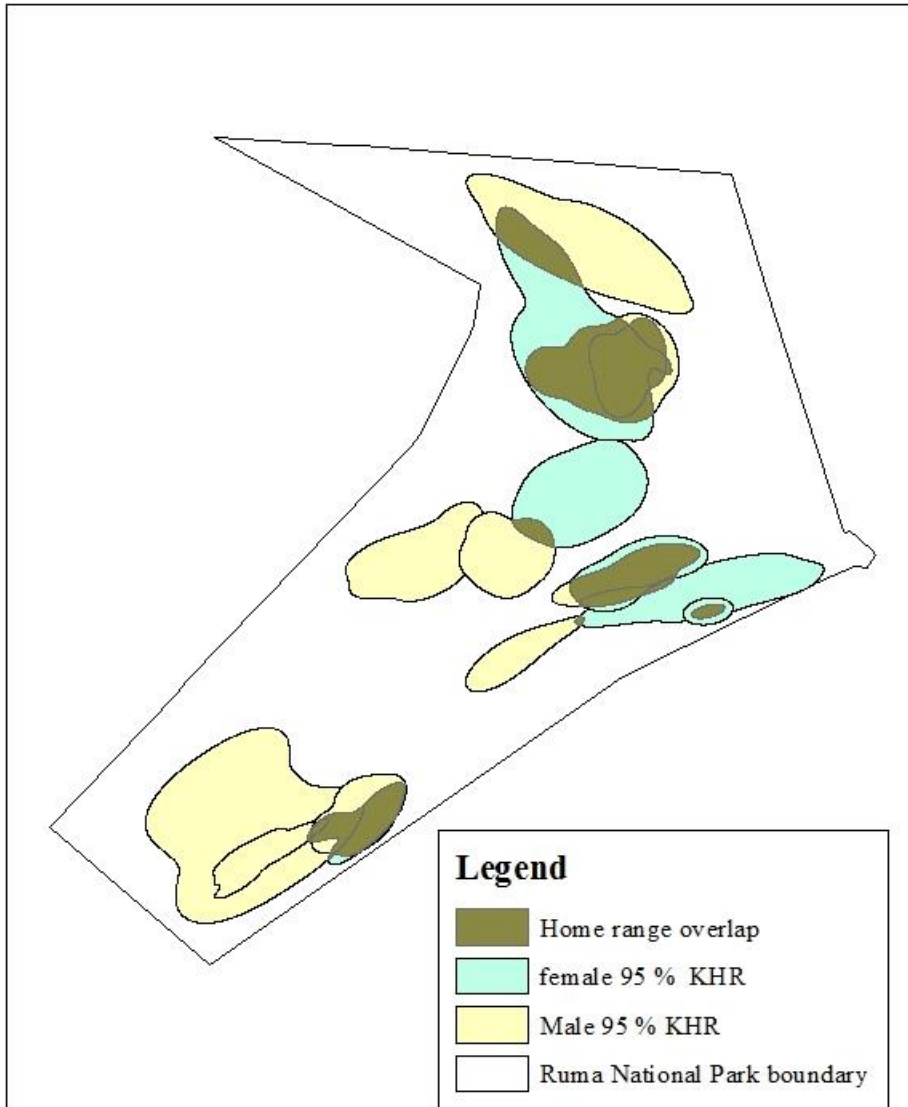 Legend
Home range overlap
female 95 % KHR
Male 95 % KHR
Ruma National Park boundary